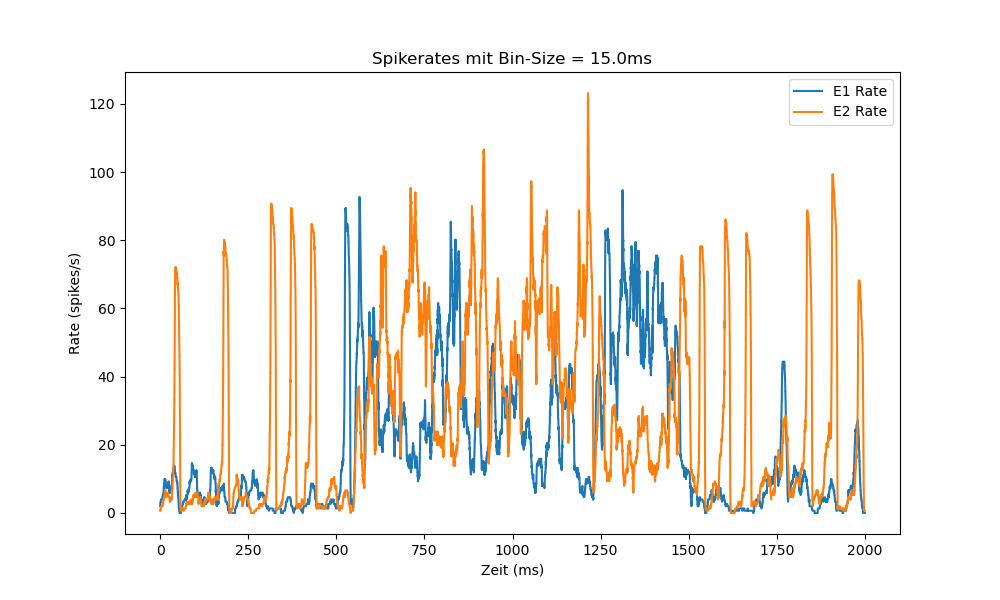 Spikerates mit Bin-Size = 15.0ms
E1 Rate
E2 Rate
Rate (spikes/s)
120
100
80
60
40
20
0
0 250 500 750 1000 1250 1500 1750 2000
Zeit (ms)